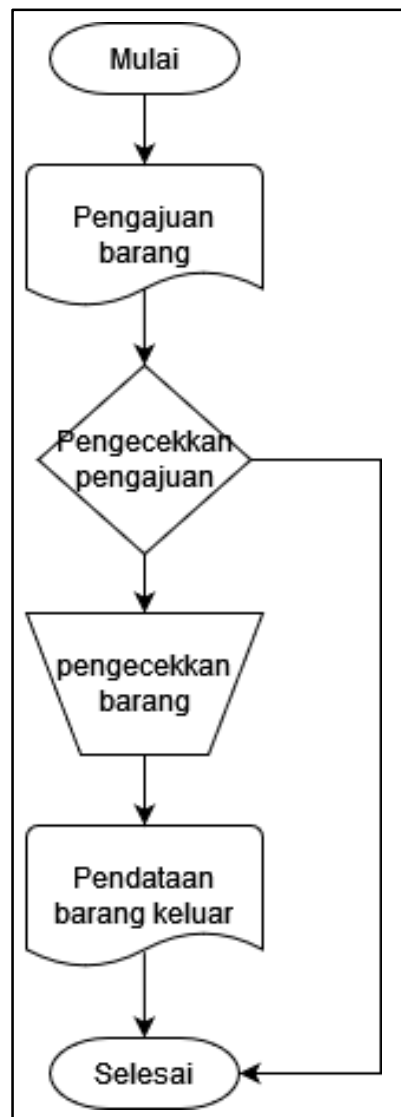 Mulai
Pengajuan
barang
Pengecekkan
pengajuan
pengecekkan
barang
Pendataan
barang keluar
Selesai